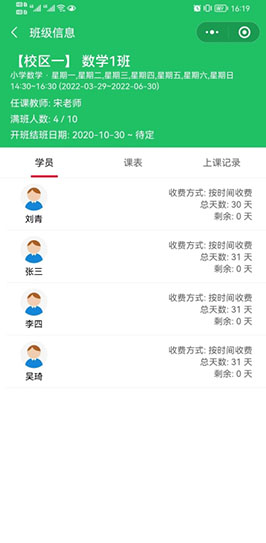 16:19
班级信息
【校区一】 数学1班
小学数学 · 星期一,星期二,星期三,星期四,星期五,星期六,星期日
14:30~16:30 (2022-03-29~2022-06-30)
任课教师: 宋老师
满班人数: 4 / 10
开班结班日期: 2020-10-30 ~ 待定
学员 课表 上课记录
收费方式: 按时间收费
总天数: 30 天
刘青 剩余: 0 天
收费方式: 按时间收费
总天数: 31 天
张三 剩余: 0 天
收费方式: 按时间收费
总天数: 31 天
李四 剩余: 0 天
收费方式: 按时间收费
总天数: 31 天
吴琦 剩余: 0 天